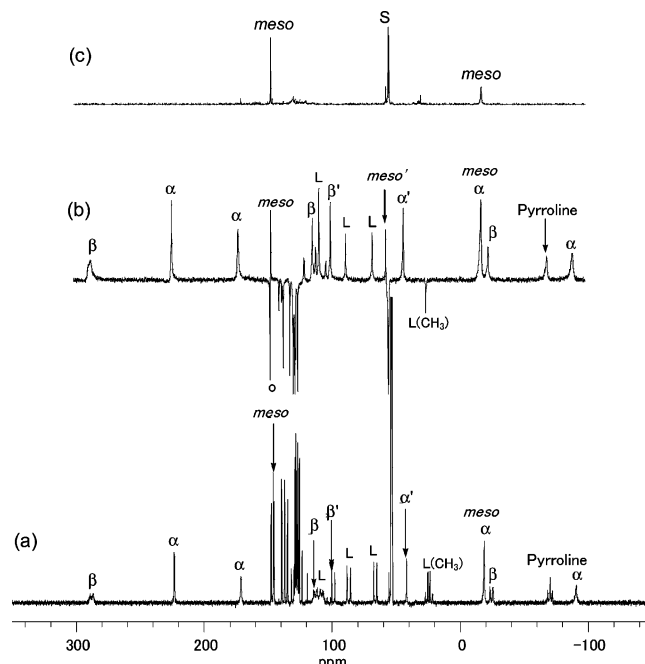 S
meso
(c)
meso
meso
L
meso'
α
β'
α'
α
(b)
α
meso
β
Pyrroline
α
β
L
L
β
α
L(CH₃)
o
meso
β'
α'
meso
β
α
(a)
α
L
L
L
L(CH₃)
Pyrroline
α
β
α
β
300
200
100
0
-100
ppm